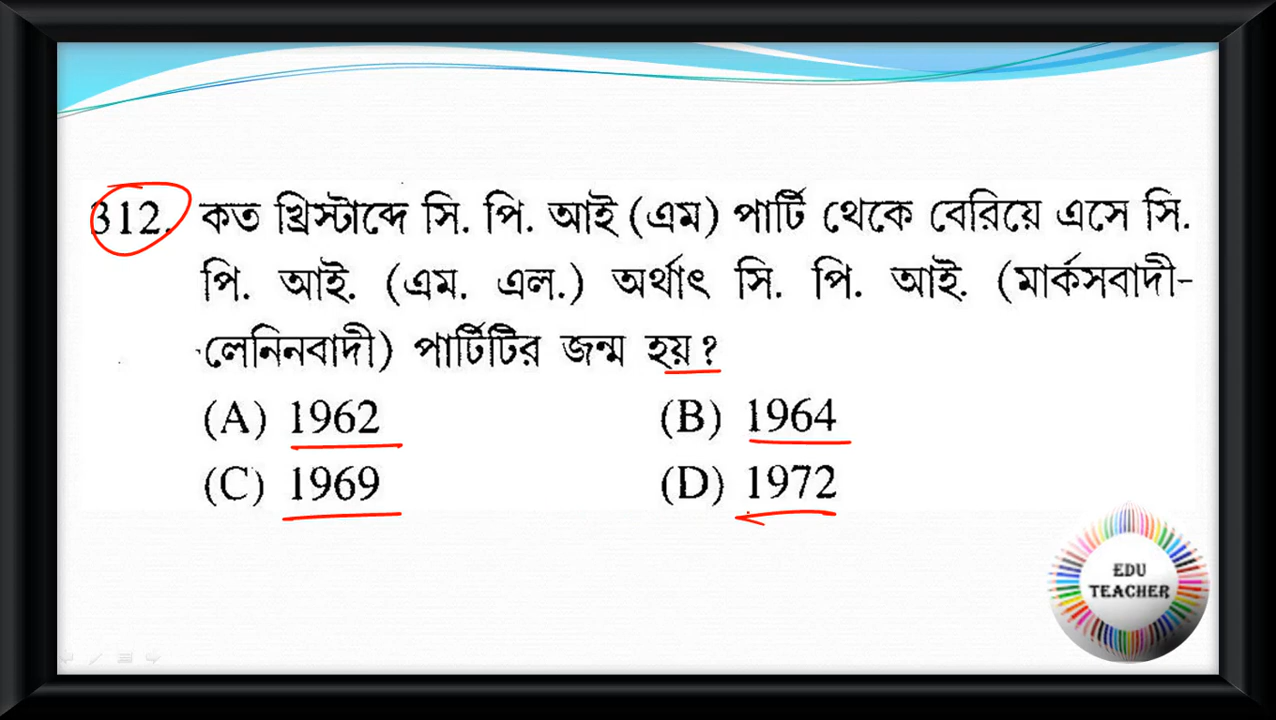 312. কত খ্রিস্টাব্দে সি. পি. আই (এম) পার্টি থেকে বেরিয়ে এসে সি.
পি. আই. (এম. এল.) অর্থাৎ সি. পি. আই. (মার্কসবাদী-
লেনিনবাদী) পার্টিটির জন্ম হয়?
(A) 1962 (B) 1964
(C) 1969 (D) 1972
EDU
TEACHER